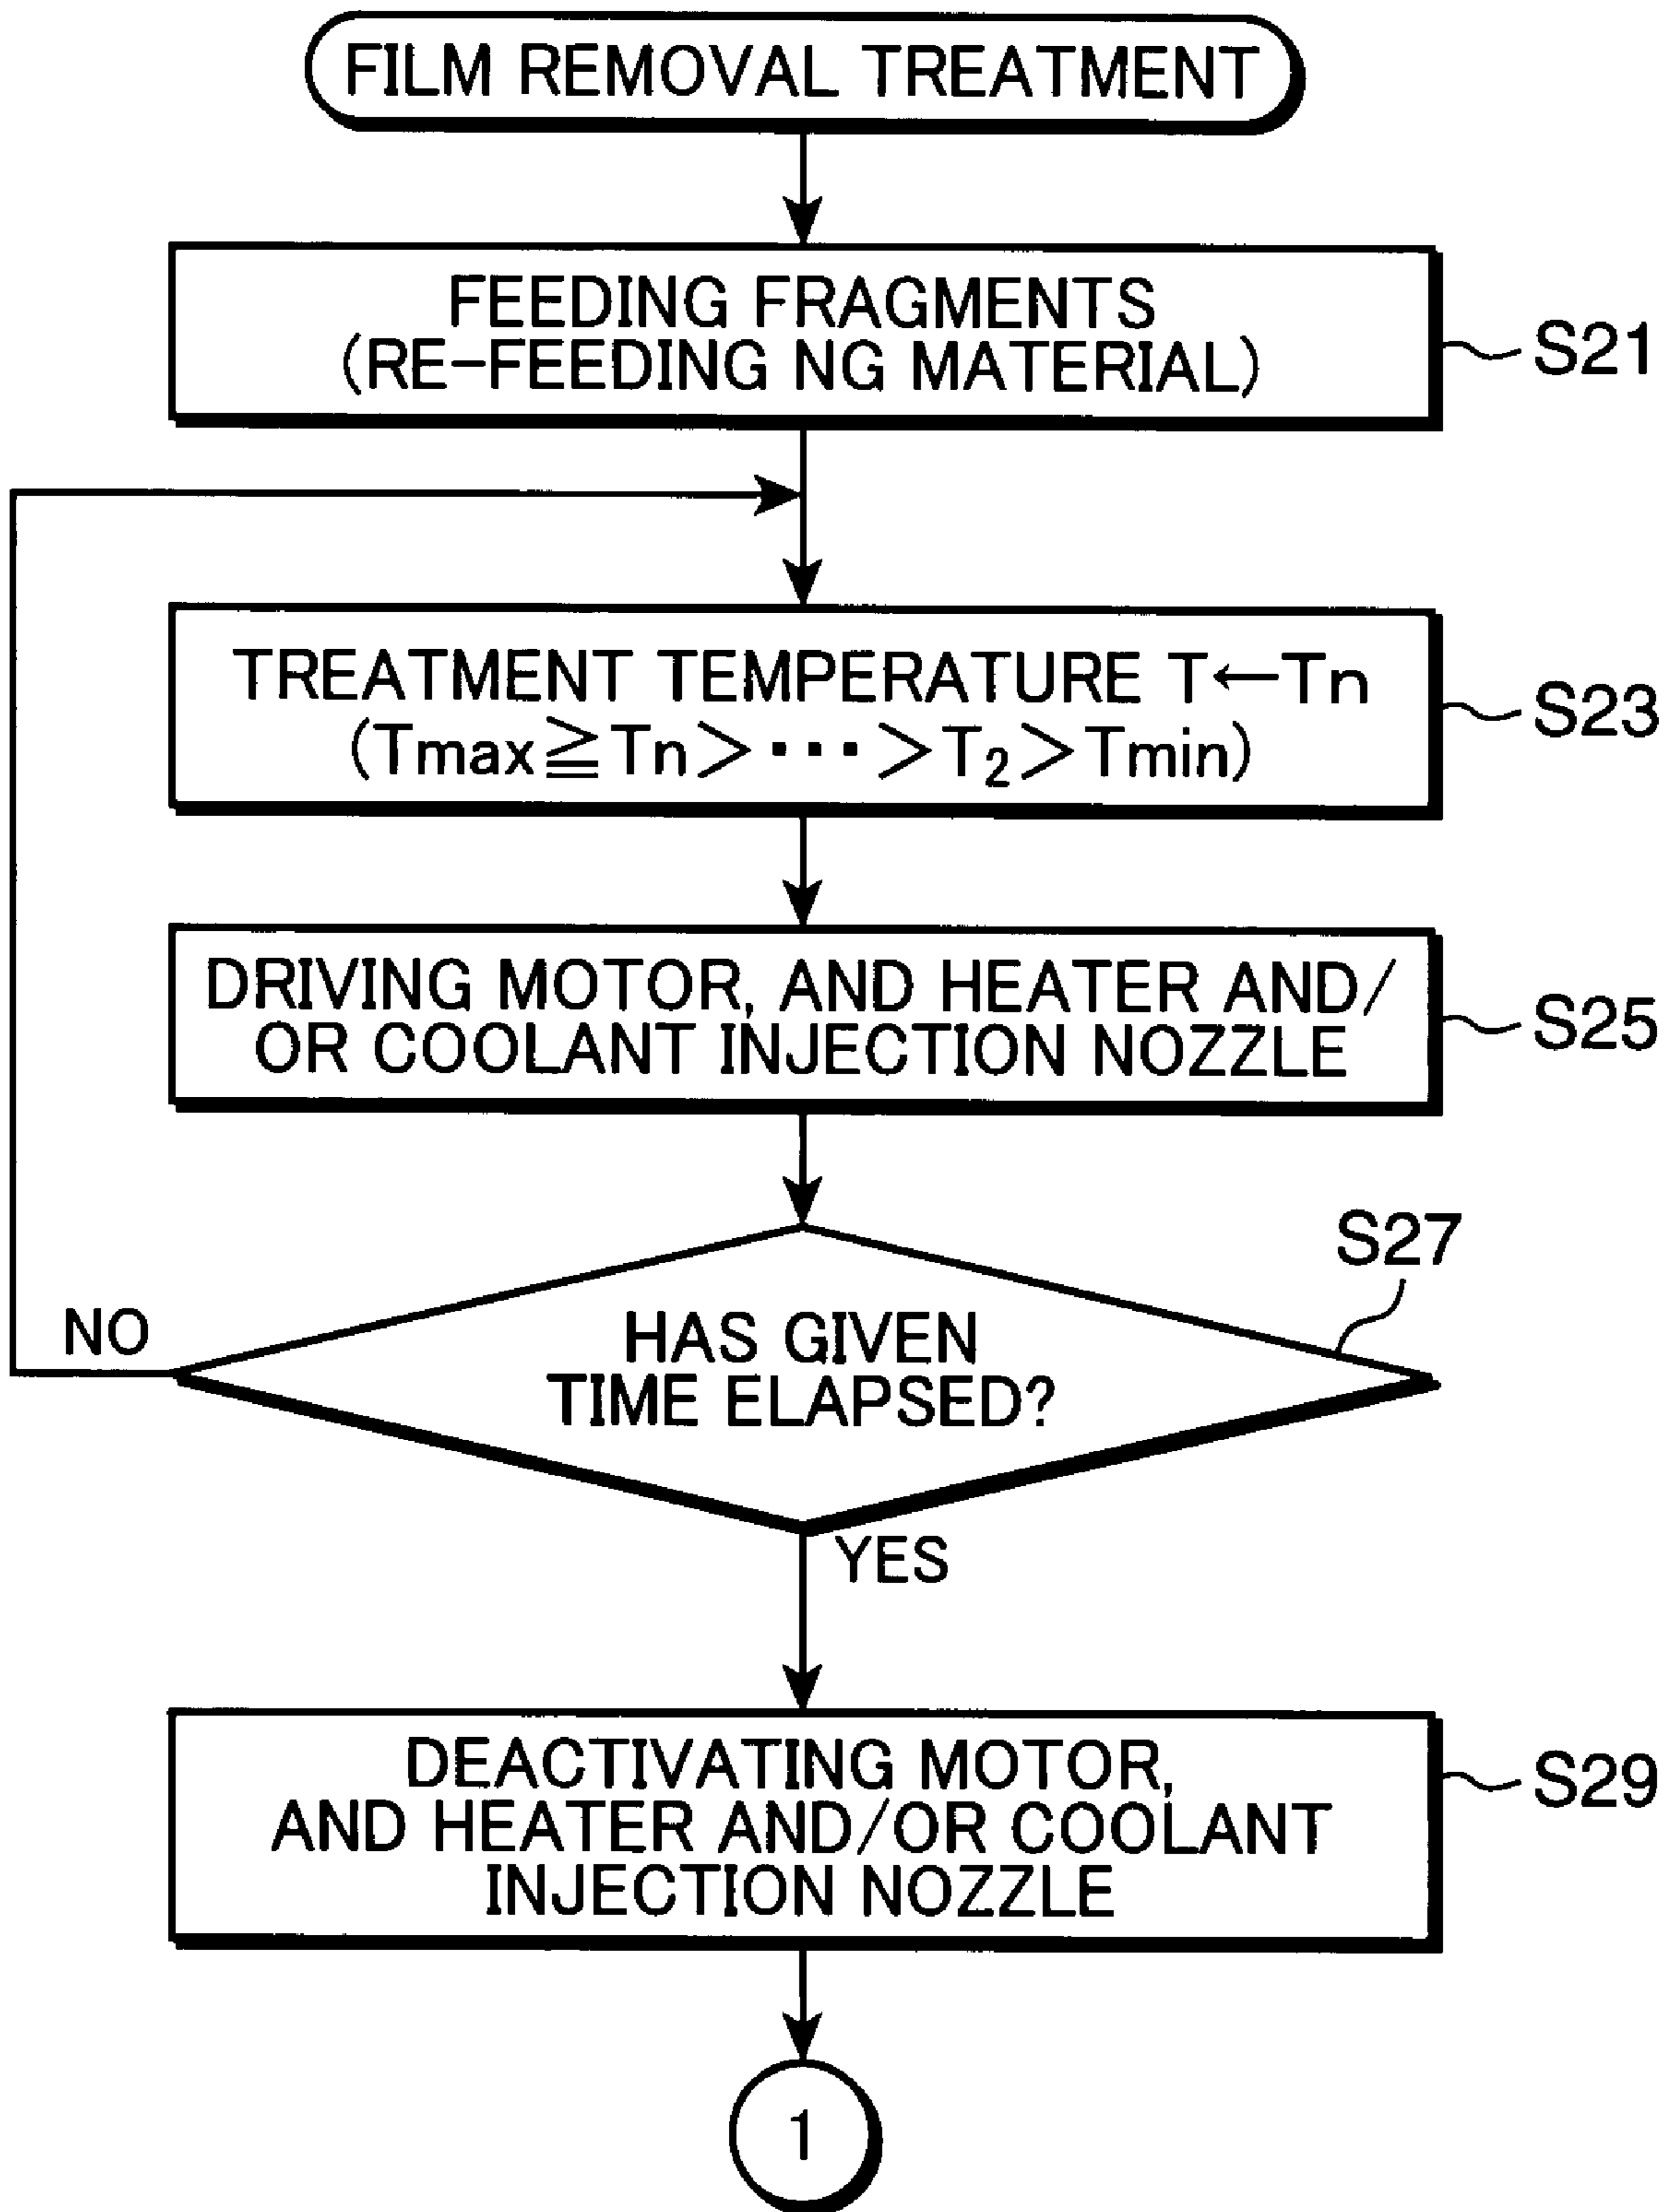 FILM REMOVAL TREATMENT
FEEDING FRAGMENTS
(RE-FEEDING NG MATERIAL)
S21
TREATMENT TEMPERATURE T←Tn
(Tmax≧Tn>･･･>T₂>Tmin)
S23
DRIVING MOTOR, AND HEATER AND/
OR COOLANT INJECTION NOZZLE
S25
S27
HAS GIVEN
TIME ELAPSED?
NO
YES
DEACTIVATING MOTOR,
AND HEATER AND/OR COOLANT
INJECTION NOZZLE
S29
1